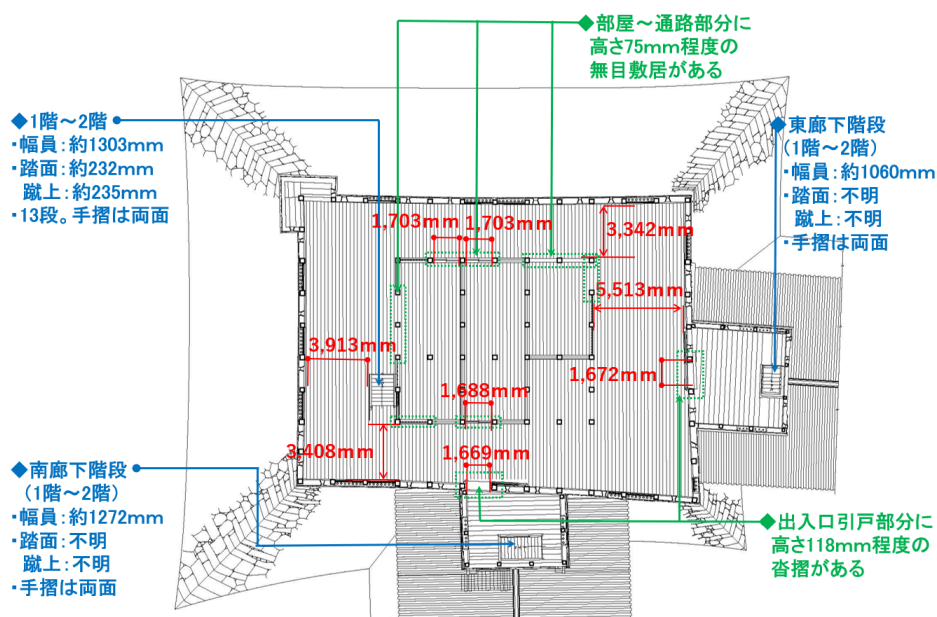 ◆部屋～通路部分に
高さ75mm程度の
無目敷居がある
◆1階～2階
・幅員：約1303mm
・踏面：約232mm
蹴上：約235mm
・13段。手摺は両面
◆東廊下階段
(1階～2階)
・幅員：約1060mm
・踏面：不明
蹴上：不明
・手摺は両面
1,703mm
1,703mm
3,342mm
5,513mm
3,913mm
1,672mm
1,688mm
3,408mm
1,669mm
◆南廊下階段
(1階～2階)
・幅員：約1272mm
・踏面：不明
蹴上：不明
・手摺は両面
◆出入口引戸部分に
高さ118mm程度の
沓摺がある